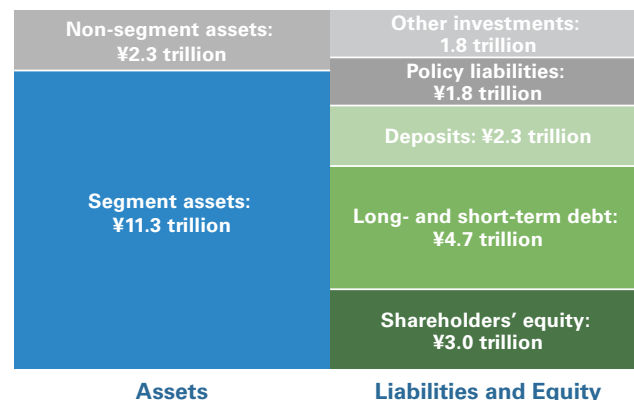 Non-segment assets:
¥2.3 trillion
Segment assets:
¥11.3 trillion
Assets
Other investments:
1.8 trillion
Policy liabilities:
¥1.8 trillion
Deposits: ¥2.3 trillion
Long- and short-term debt:
¥4.7 trillion
Shareholders’ equity:
¥3.0 trillion
Liabilities and Equity